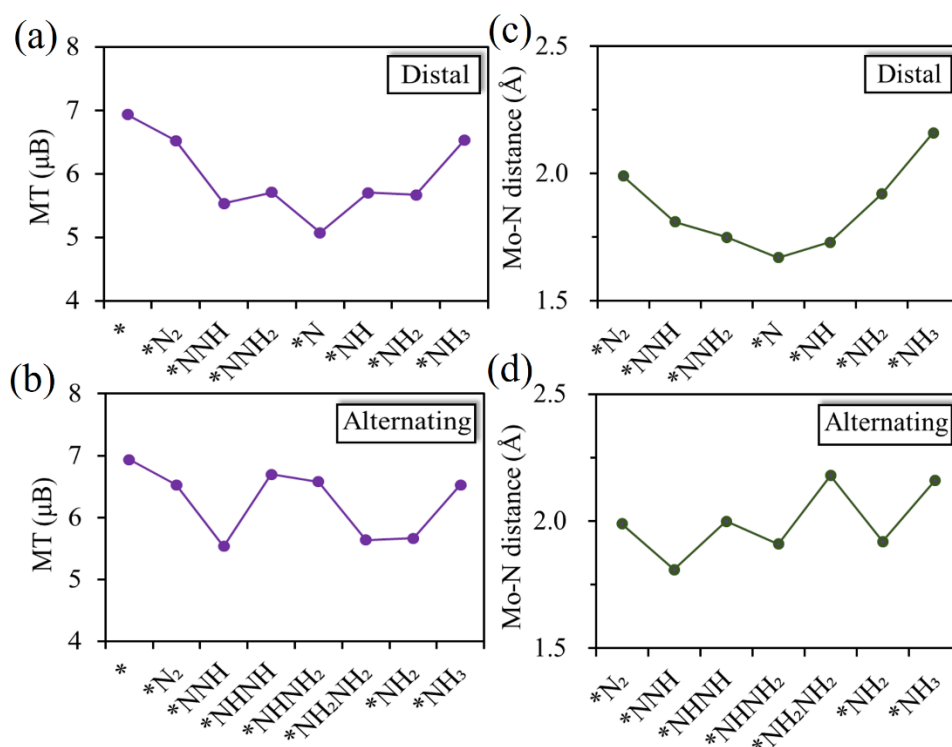 (a)
8
7
6
5
4
MT (μB)
Distal
*
*N₂
*NNH
*NNH₂
*N
*NH
*NH₂
*NH₃
(c)
2.5
2.0
1.5
Mo-N distance (Å)
Distal
*N₂
*NNH
*NNH₂
*N
*NH
*NH₂
*NH₃
(b)
8
7
6
5
4
MT (μB)
Alternating
*
*N₂
*NNH
*NHNH
*NHNH₂
*NH₂NH₂
*NH₂
*NH₃
(d)
2.5
2.0
1.5
Mo-N distance (Å)
Alternating
*N₂
*NNH
*NHNH
*NHNH₂
*NH₂NH₂
*NH₂
*NH₃